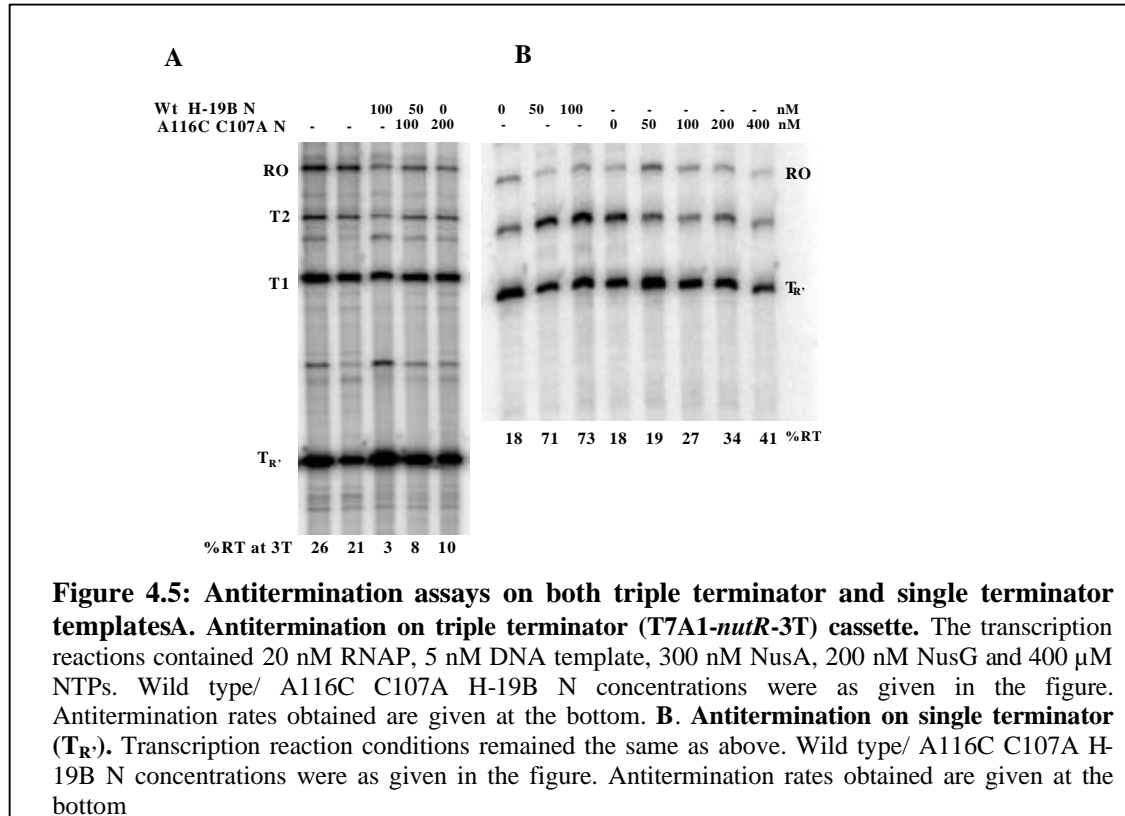 A
B
Wt H-19B N 100 50 0
A116C C107A N - - - 100 200
0 50 100 - - - - - nM
- - - 0 50 100 200 400 nM
RO
T2
T1
TR'
RO
TR'
%RT at 3T 26 21 3 8 10
18 71 73 18 19 27 34 41 %RT
Figure 4.5: Antitermination assays on both triple terminator and single terminator
templatesA. Antitermination on triple terminator (T7A1-nutR-3T) cassette. The transcription
reactions contained 20 nM RNAP, 5 nM DNA template, 300 nM NusA, 200 nM NusG and 400 µM
NTPs. Wild type/ A116C C107A H-19B N concentrations were as given in the figure.
Antitermination rates obtained are given at the bottom. B. Antitermination on single terminator
(TR'). Transcription reaction conditions remained the same as above. Wild type/ A116C C107A H-
19B N concentrations were as given in the figure. Antitermination rates obtained are given at the
bottom